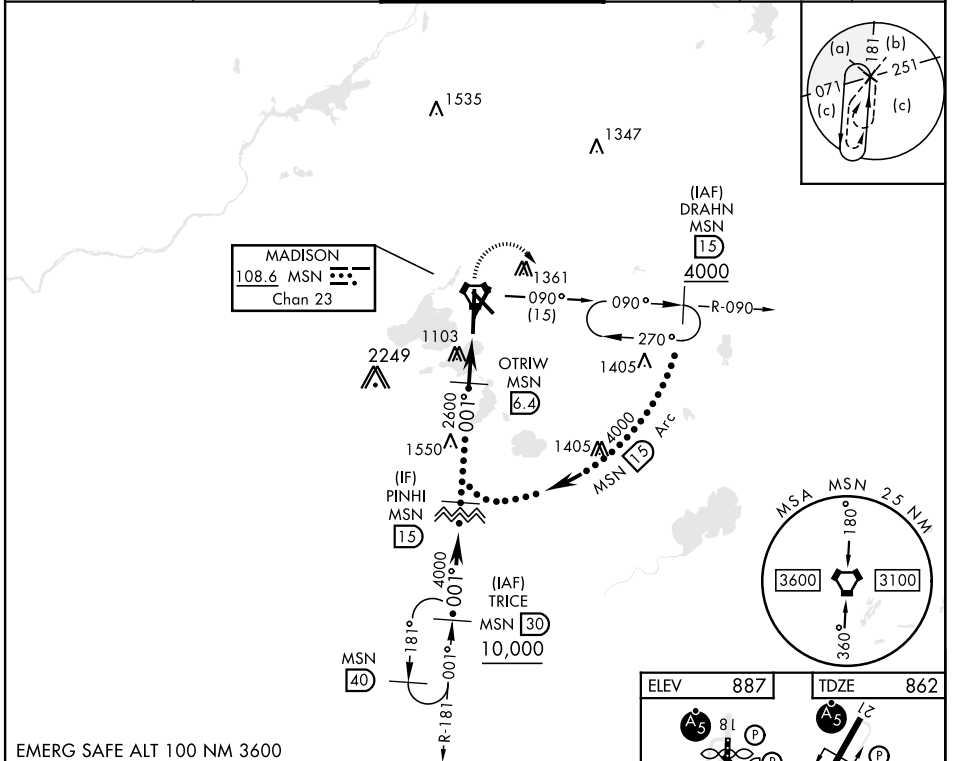 (a)
(b)
181
251
071
(c)
(c)
1535
1347
(IAF)
DRAHN
MSN
15
4000
MADISON
108.6 MSN
Chan 23
1361
090°
(15)
090°
R-090
270°
1103
1405
2249
OTRIW
MSN
6.4
2600
001°
1550
1405
4000
MSN 15 Arc
(IF)
PINHI
MSN
15
4000
001°
(IAF)
TRICE
MSN 30
10,000
181°
001°
MSN
40
R-181
MSA MSN 25 NM
180°
3600
3100
360°
ELEV 887
TDZE 862
A5
18
P
P
A5
21
P
EMERG SAFE ALT 100 NM 3600